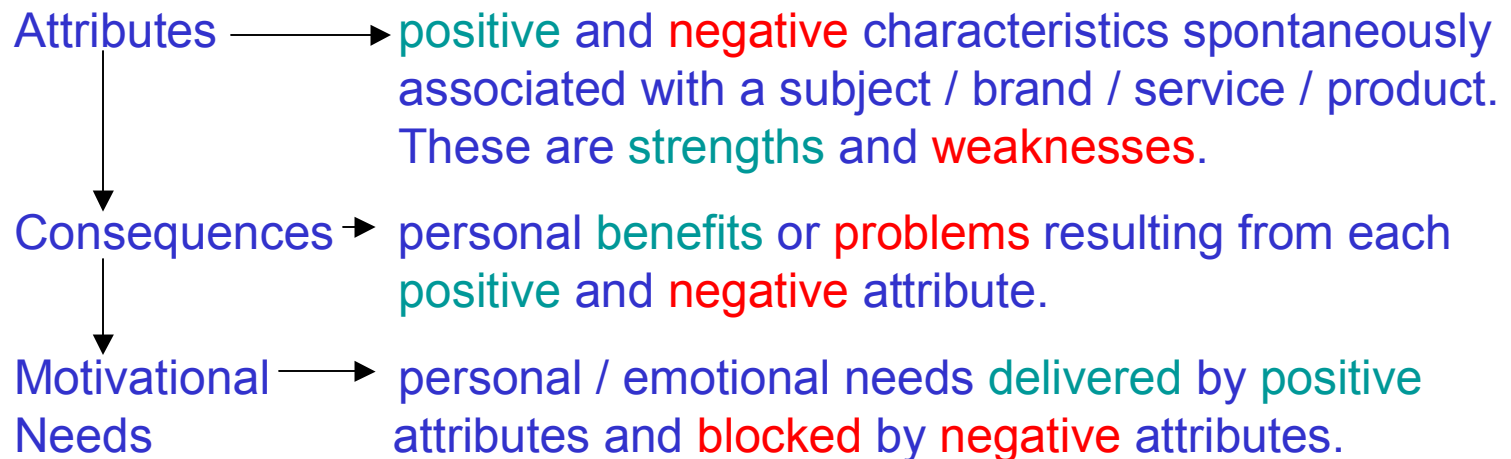 Attributes positive and negative characteristics spontaneously
associated with a subject / brand / service / product.
These are strengths and weaknesses.
Consequences personal benefits or problems resulting from each
positive and negative attribute.
Motivational personal / emotional needs delivered by positive
Needs attributes and blocked by negative attributes.